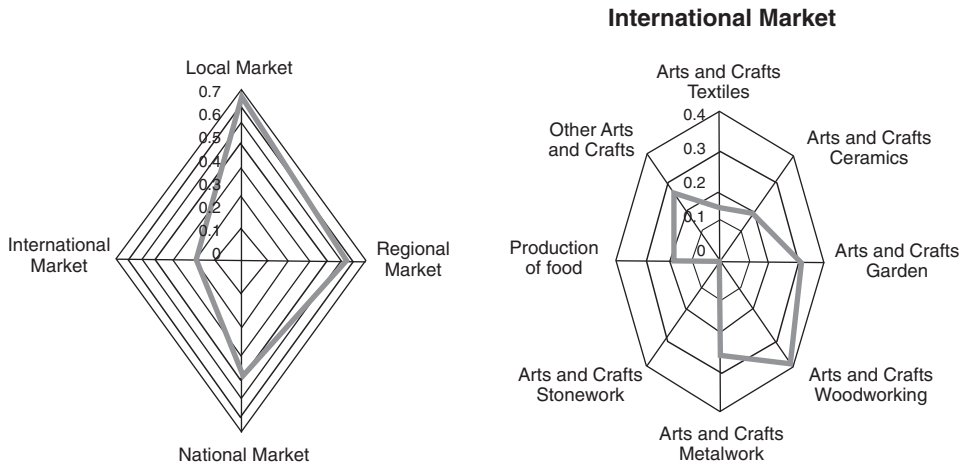 International Market
Local Market
0.7
0.6
0.5
0.4
0.3
0.2
0.1
0
International
Market
Regional
Market
National Market
Arts and Crafts
Textiles
0.4
0.3
0.2
0.1
0
Other Arts
and Crafts
Arts and Crafts
Ceramics
Production
of food
Arts and Crafts
Garden
Arts and Crafts
Stonework
Arts and Crafts
Woodworking
Arts and Crafts
Metalwork